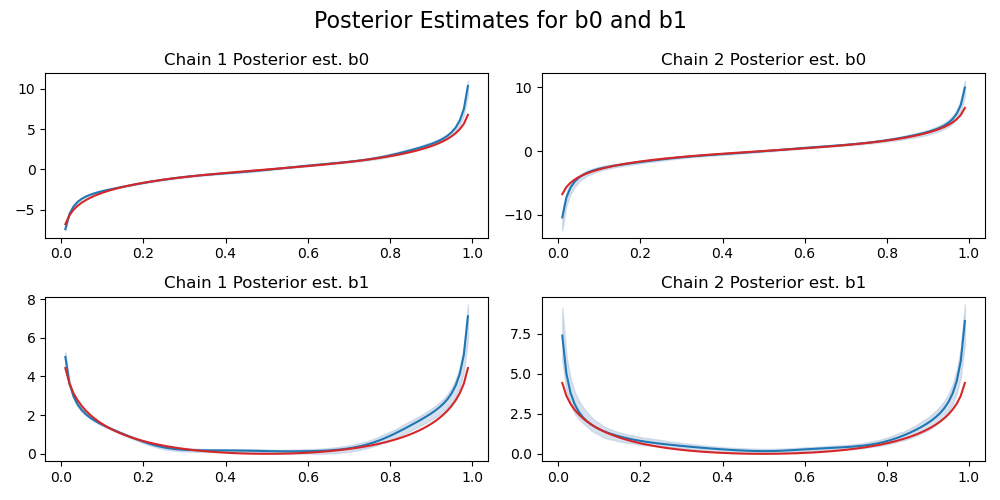 Posterior Estimates for b0 and b1
Chain 1 Posterior est. b0
10
5
0
−5
0.0 0.2 0.4 0.6 0.8 1.0
Chain 2 Posterior est. b0
10
0
−10
0.0 0.2 0.4 0.6 0.8 1.0
Chain 1 Posterior est. b1
8
6
4
2
0
0.0 0.2 0.4 0.6 0.8 1.0
Chain 2 Posterior est. b1
7.5
5.0
2.5
0.0
0.0 0.2 0.4 0.6 0.8 1.0